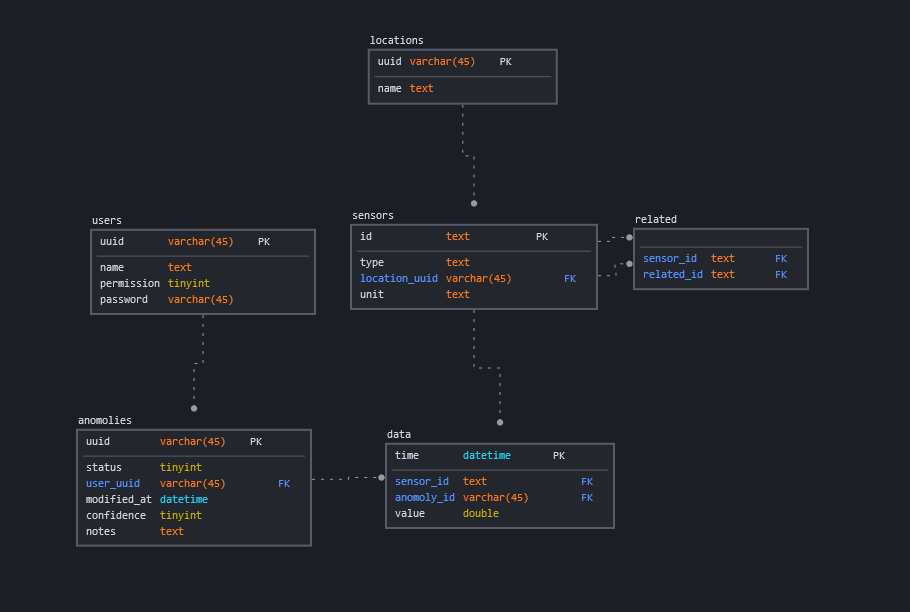 locations
uuid varchar(45) PK
name text
users
uuid varchar(45) PK
name text
permission tinyint
password varchar(45)
sensors
id text PK
type text
location_uuid varchar(45) FK
unit text
related
sensor_id text FK
related_id text FK
anomolies
uuid varchar(45) PK
status tinyint
user_uuid varchar(45) FK
modified_at datetime
confidence tinyint
notes text
data
time datetime PK
sensor_id text FK
anomoly_id varchar(45) FK
value double